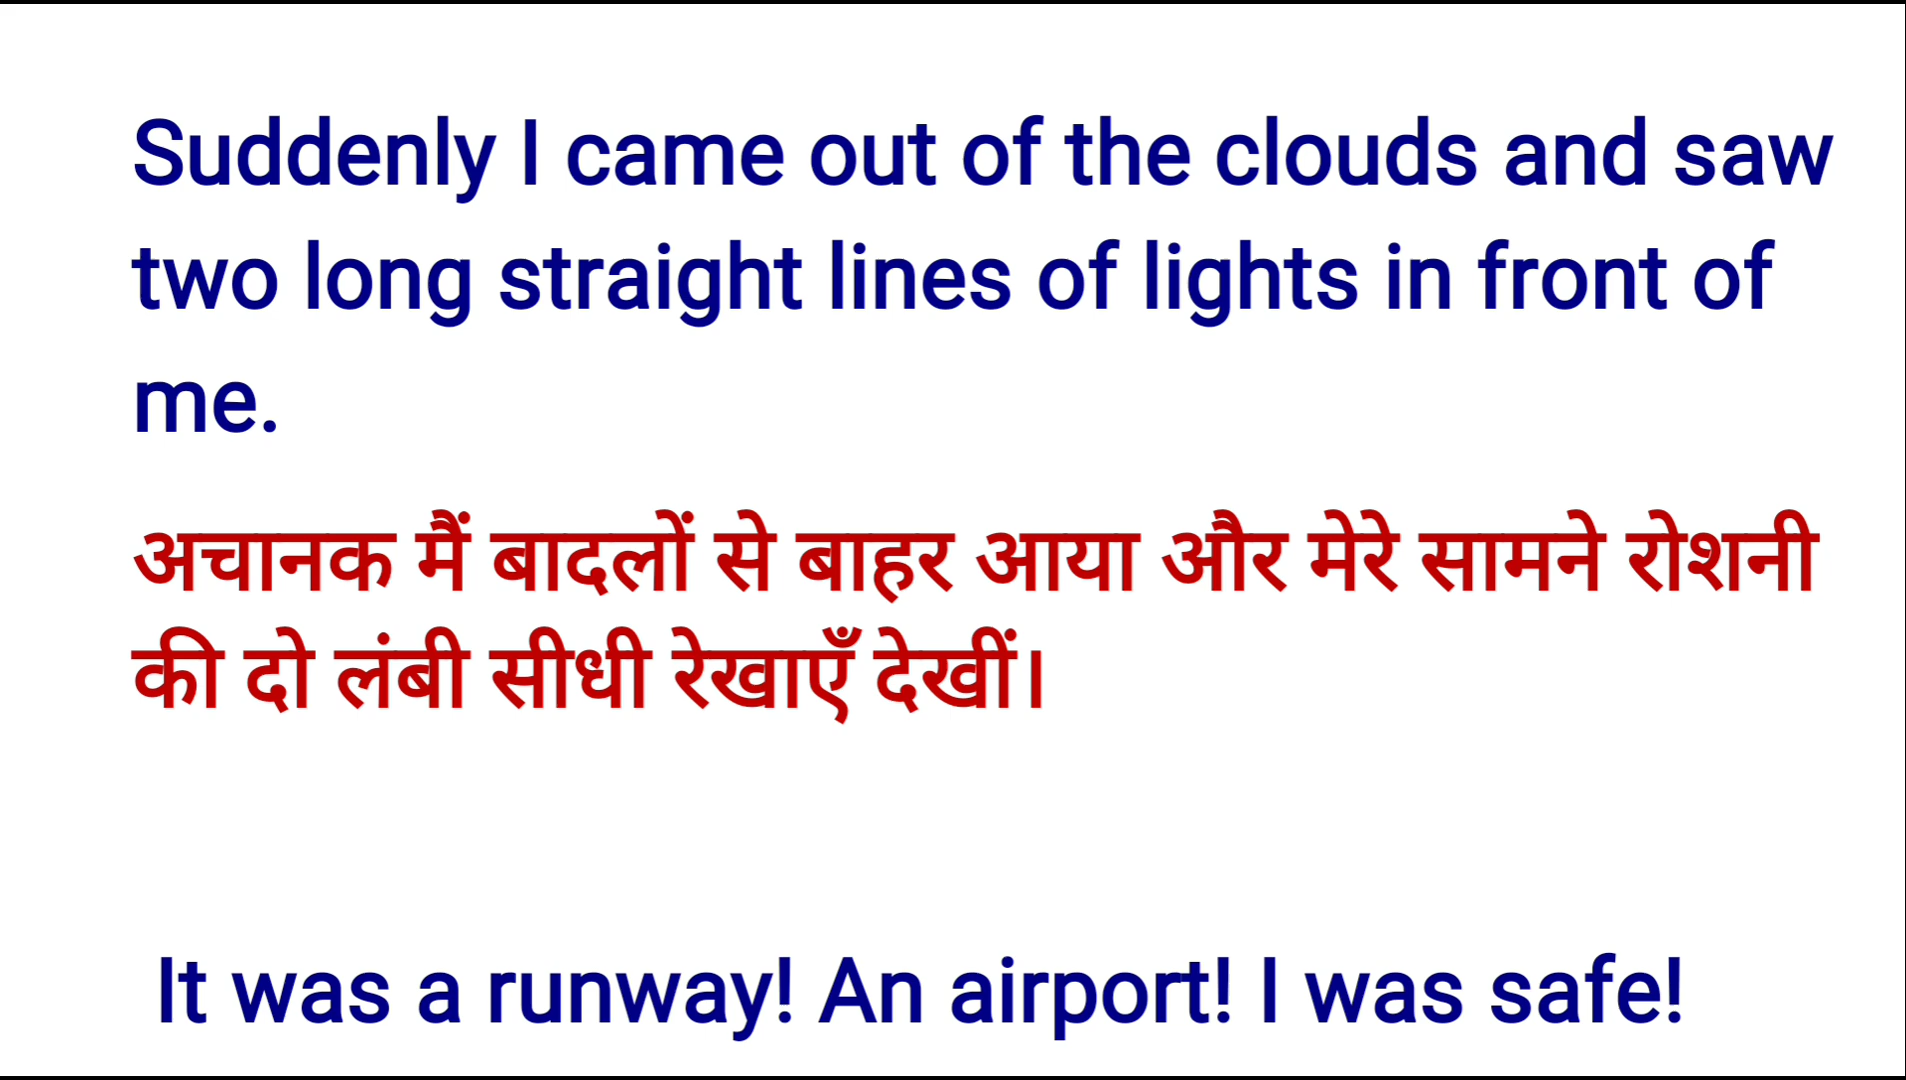 Suddenly I came out of the clouds and saw
two long straight lines of lights in front of
me.
अचानक मैं बादलों से बाहर आया और मेरे सामने रोशनी
की दो लंबी सीधी रेखाएँ देखीं।
It was a runway! An airport! I was safe!